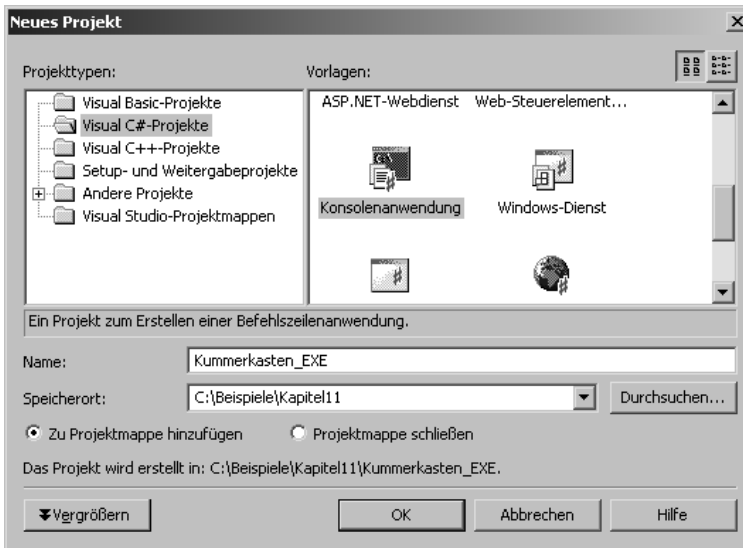 Neues Projekt
Projekttypen:
Vorlagen:
Visual Basic-Projekte
Visual C#-Projekte
Visual C++-Projekte
Setup- und Weitergabeprojekte
Andere Projekte
Visual Studio-Projektmappen
ASP.NET-Webdienst Web-Steuerelement...
Konsolenanwendung Windows-Dienst
Ein Projekt zum Erstellen einer Befehlszeilenanwendung.
Name: Kummerkasten_EXE
Speicherort: C:\Beispiele\Kapitel11 Durchsuchen...
Zu Projektmappe hinzufügen Projektmappe schließen
Das Projekt wird erstellt in: C:\Beispiele\Kapitel11\Kummerkasten_EXE.
Vergrößern OK Abbrechen Hilfe